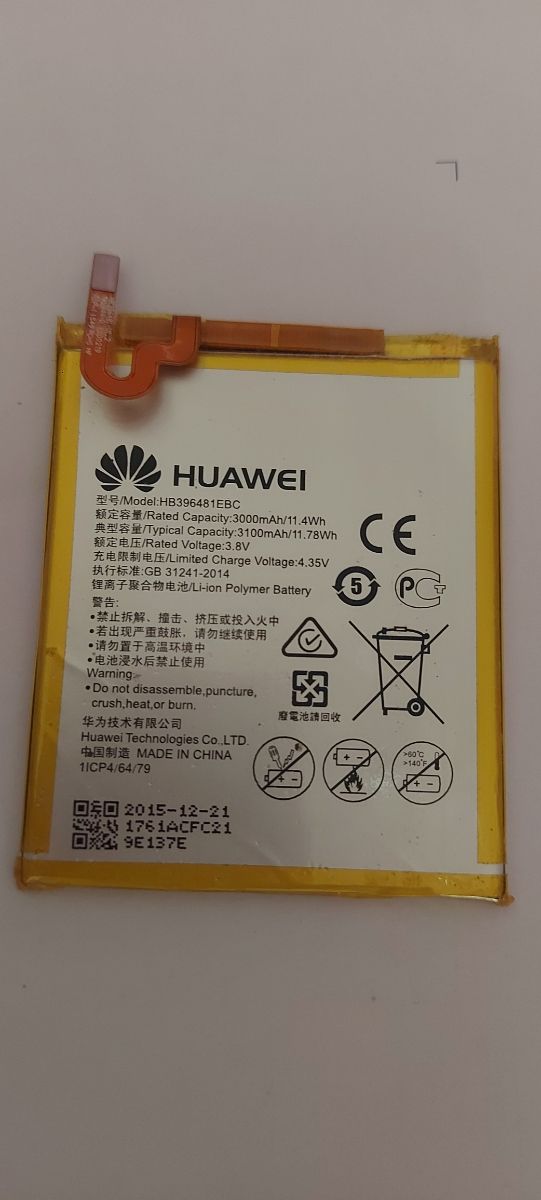 HUAWEI
型号/Model:HB396481EBC
额定容量/Rated Capacity:3000mAh/11.4Wh
典型容量/Typical Capacity:3100mAh/11.78Wh
额定电压/Rated Voltage:3.8V
充电限制电压/Limited Charge Voltage:4.35V
执行标准:GB 31241-2014
锂离子聚合物电池/Li-ion Polymer Battery
CE
5
警告:
•禁止拆解、撞击、挤压或投入火中
•若出现严重鼓胀，请勿继续使用
•请勿置于高温环境中
•电池浸水后禁止使用
Warning:
•Do not disassemble,puncture,
crush,heat,or burn.
廢電池請回收
华为技术有限公司
Huawei Technologies Co.,LTD.
中国制造 MADE IN CHINA
1ICP4/64/79
>60°C
>140°F
2015-12-21
1761ACFC21
9E137E